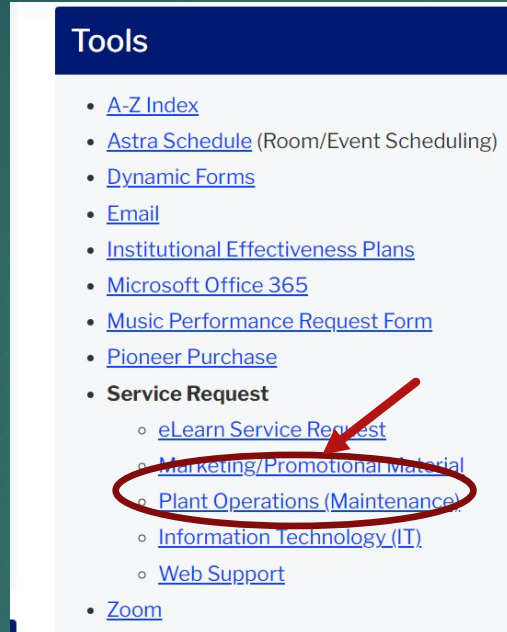 Tools
A-Z Index
Astra Schedule (Room/Event Scheduling)
Dynamic Forms
Email
Institutional Effectiveness Plans
Microsoft Office 365
Music Performance Request Form
Pioneer Purchase
Service Request
eLearn Service Request
Marketing/Promotional Material
Plant Operations (Maintenance)
Information Technology (IT)
Web Support
Zoom